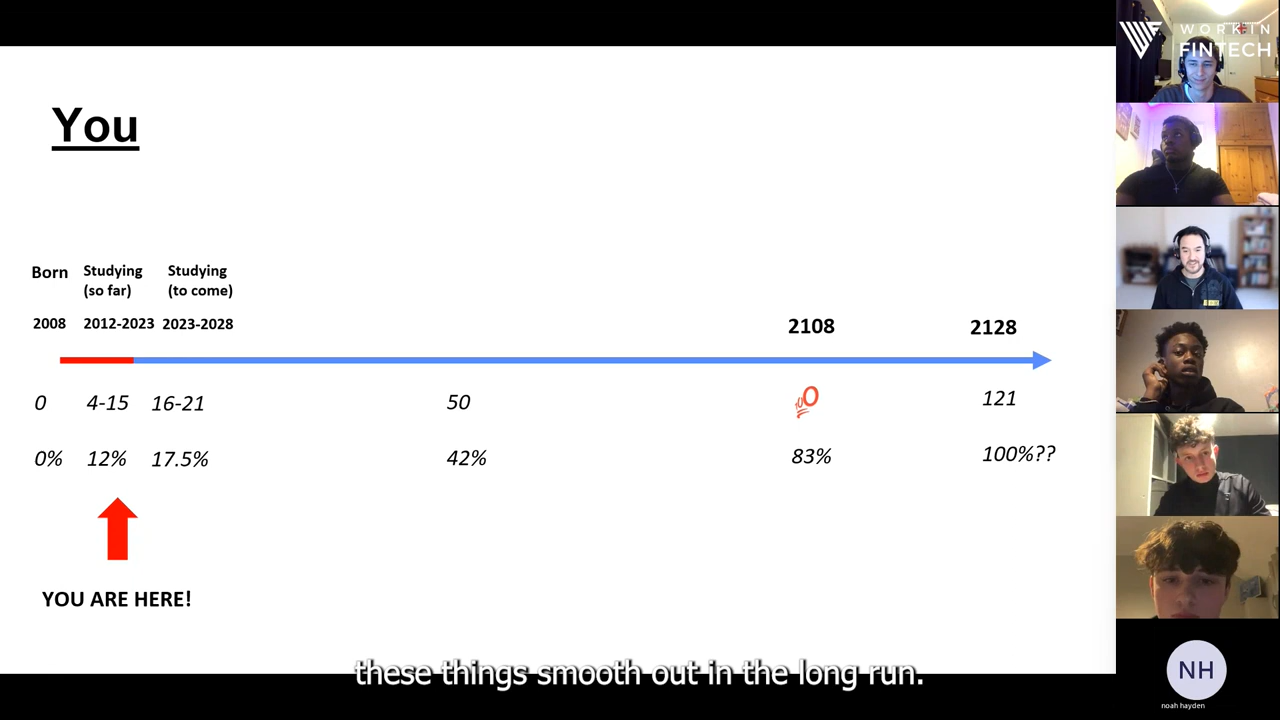 You
Born
Studying
(so far)
Studying
(to come)
2008
2012-2023
2023-2028
2108
2128
0
4-15
16-21
50
100
121
0%
12%
17.5%
42%
83%
100%??
YOU ARE HERE!
these things smooth out in the long run.
WORKIN
FINTECH
NH
noah hayden